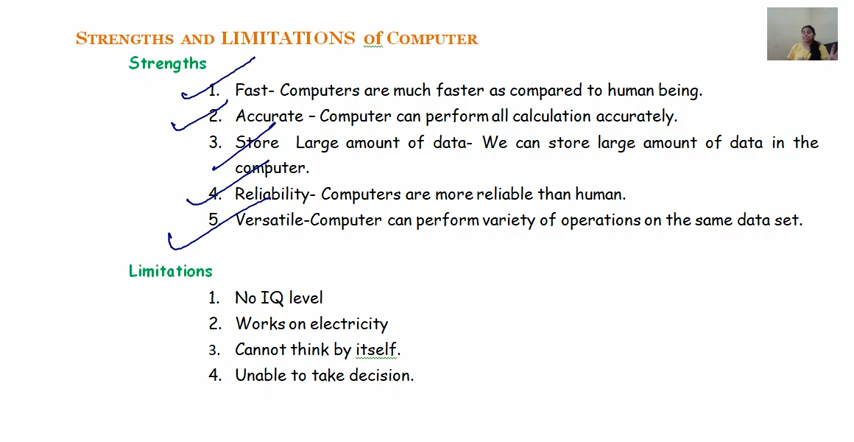 STRENGTHS AND LIMITATIONS of COMPUTER
Strengths
1. Fast- Computers are much faster as compared to human being.
2. Accurate – Computer can perform all calculation accurately.
3. Store Large amount of data- We can store large amount of data in the
computer.
4. Reliability- Computers are more reliable than human.
5. Versatile-Computer can perform variety of operations on the same data set.
Limitations
1. No IQ level
2. Works on electricity
3. Cannot think by itself.
4. Unable to take decision.